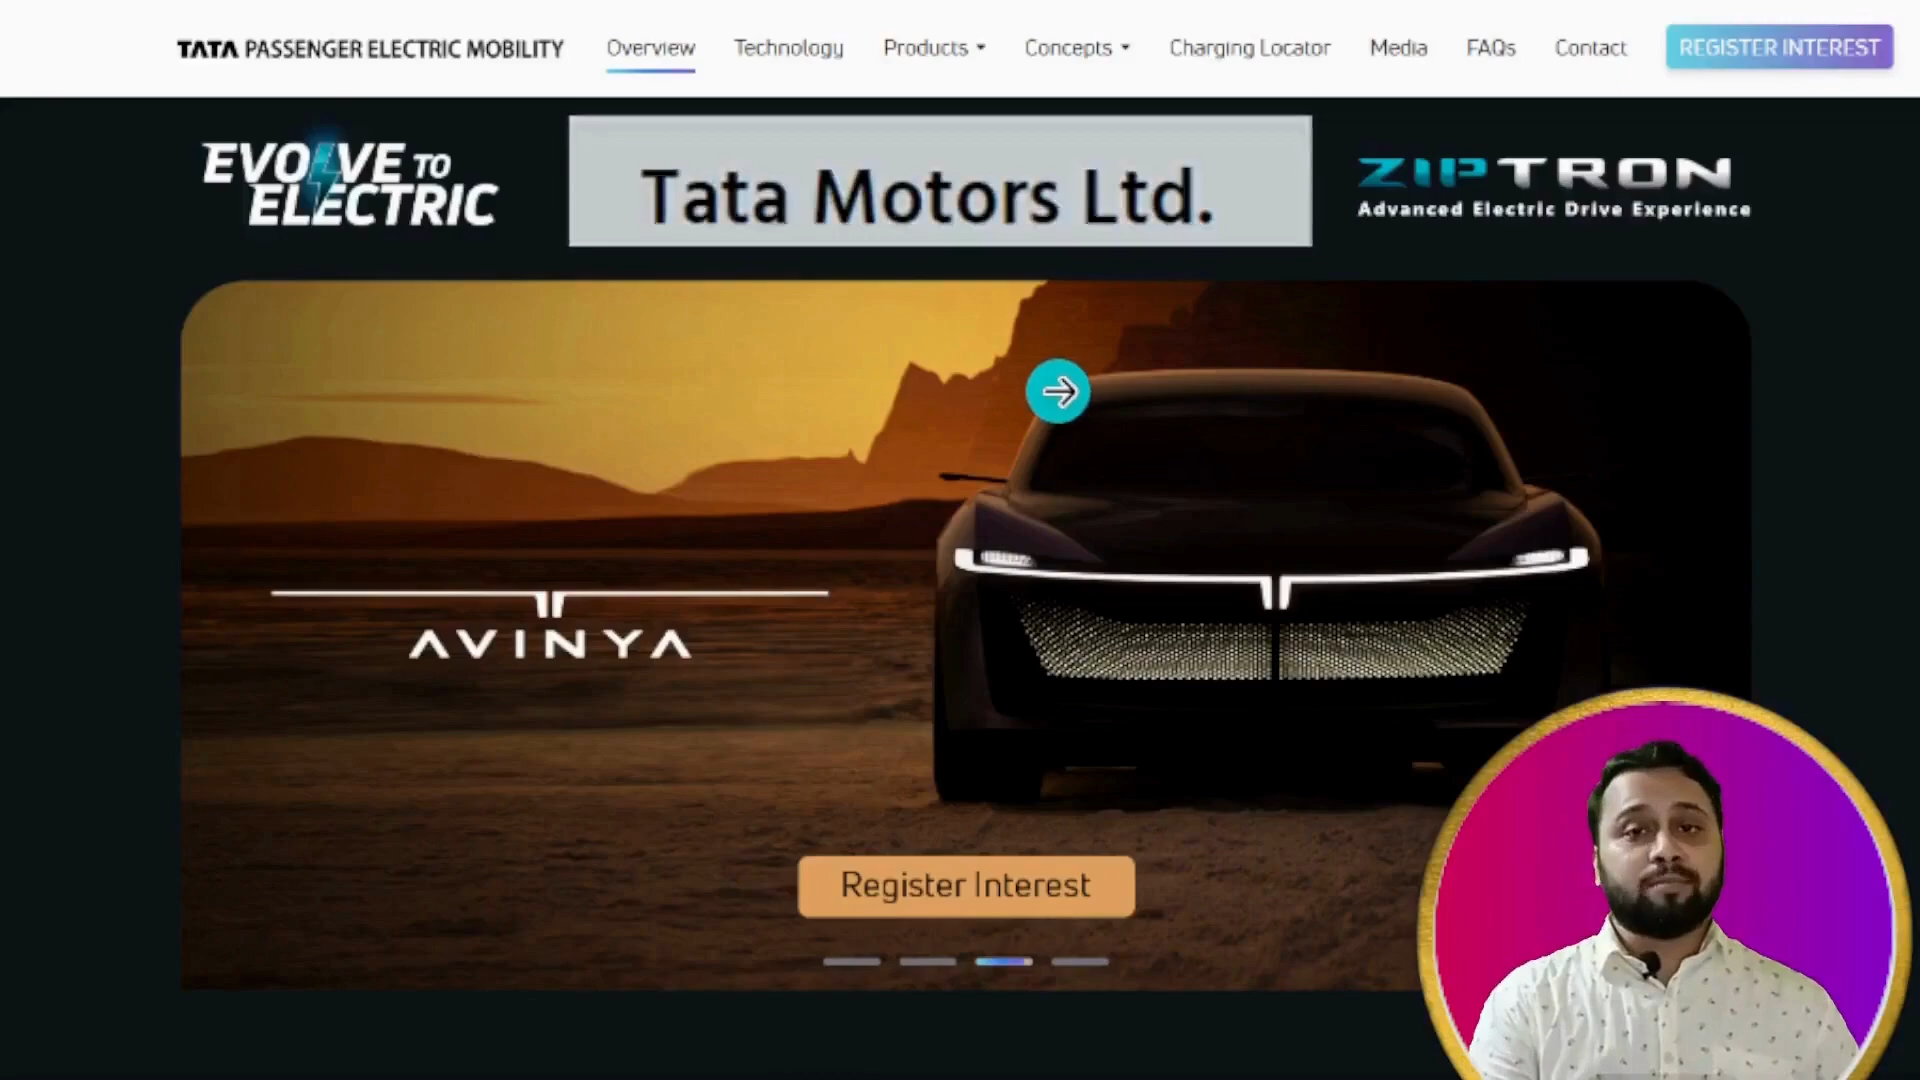 TATA PASSENGER ELECTRIC MOBILITY Overview Technology Products Concepts Charging Locator Media FAQs Contact REGISTER INTEREST
EVOLVE TO
ELECTRIC
Tata Motors Ltd.
ZIPTRON
Advanced Electric Drive Experience
AVINYA
Register Interest